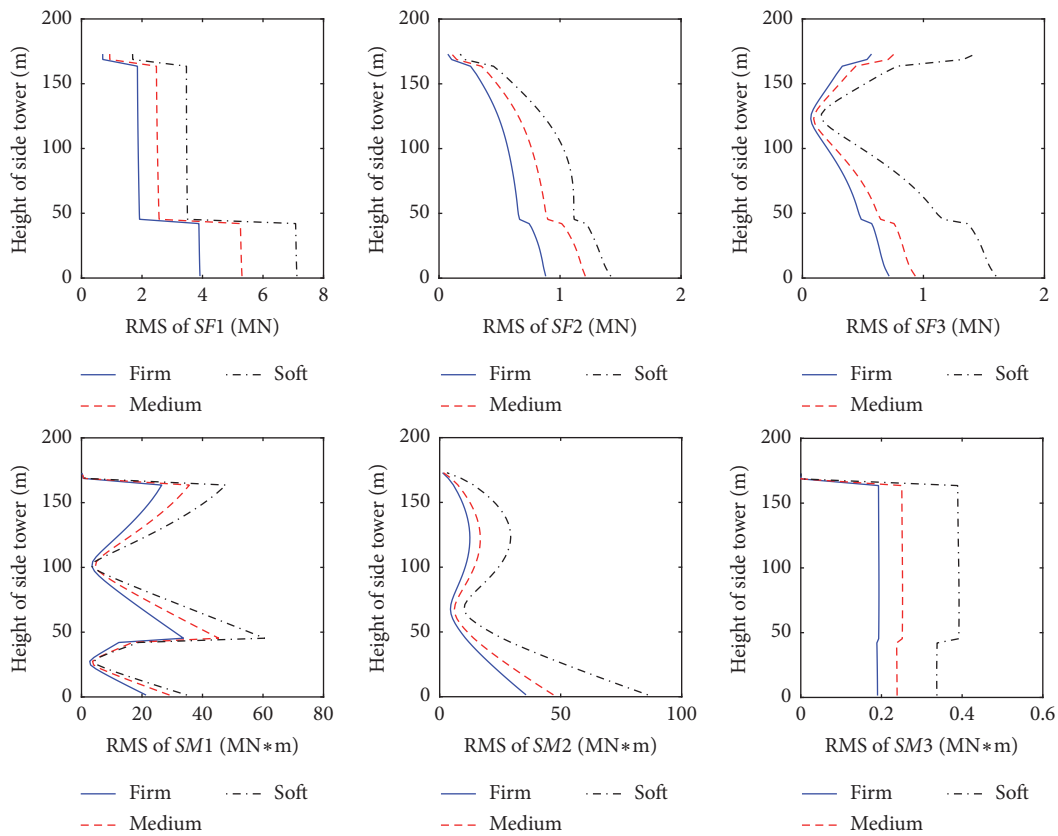 200
150
100
50
0
Height of side tower (m)
0 2 4 6 8
RMS of SF1 (MN)
Firm
Soft
Medium
200
150
100
50
0
Height of side tower (m)
0 1 2
RMS of SF2 (MN)
Firm
Soft
Medium
200
150
100
50
0
Height of side tower (m)
0 1 2
RMS of SF3 (MN)
Firm
Soft
Medium
200
150
100
50
0
Height of side tower (m)
0 20 40 60 80
RMS of SM1 (MN∗m)
Firm
Soft
Medium
200
150
100
50
0
Height of side tower (m)
0 50 100
RMS of SM2 (MN∗m)
Firm
Soft
Medium
200
150
100
50
0
Height of side tower (m)
0 0.2 0.4 0.6
RMS of SM3 (MN∗m)
Firm
Soft
Medium